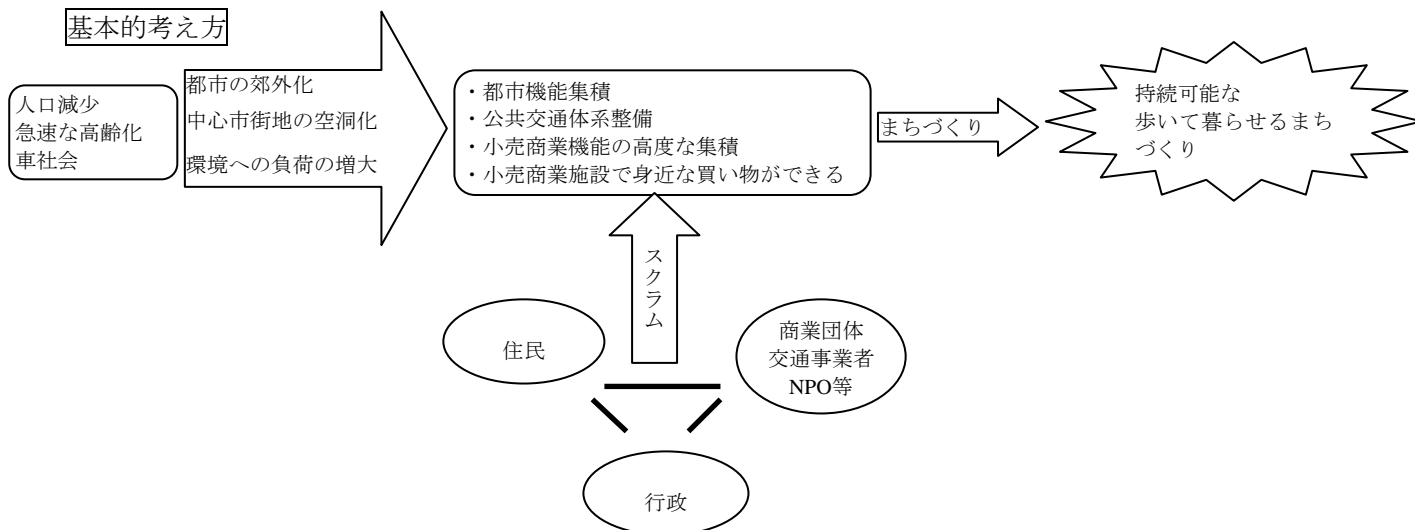 基本的考え方
人口減少
急速な高齢化
車社会
都市の郊外化
中心市街地の空洞化
環境への負荷の増大
・都市機能集積
・公共交通体系整備
・小売商業機能の高度な集積
・小売商業施設で身近な買い物ができる
まちづくり
持続可能な
歩いて暮らせるまち
づくり
スクラム
住民
商業団体
交通事業者
NPO等
行政